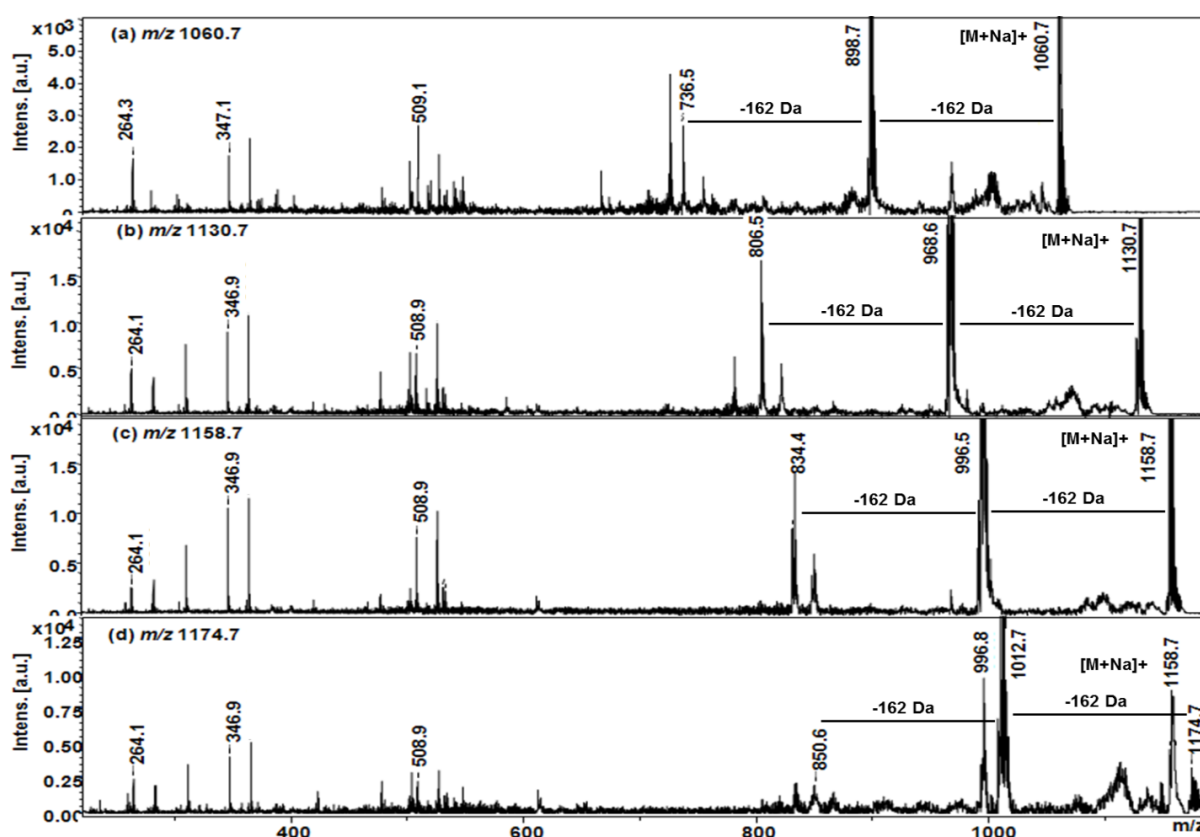 x10³
(a) m/z 1060.7
[M+Na]+
Intens. [a.u.]
5.0
4.0
3.0
2.0
1.0
0
264.3
347.1
509.1
736.5
898.7
1060.7
-162 Da
-162 Da
x10⁴
(b) m/z 1130.7
[M+Na]+
Intens. [a.u.]
1.5
1.0
0.5
0.0
264.1
346.9
508.9
806.5
968.6
1130.7
-162 Da
-162 Da
x10⁴
(c) m/z 1158.7
[M+Na]+
Intens. [a.u.]
1.5
1.0
0.5
0.0
264.1
346.9
508.9
834.4
996.5
1158.7
-162 Da
-162 Da
x10⁴
(d) m/z 1174.7
[M+Na]+
Intens. [a.u.]
1.25
1.00
0.75
0.50
0.25
0.00
264.1
346.9
508.9
850.6
996.8
1012.7
1158.7
1174.7
-162 Da
-162 Da
400
600
800
1000
m/z